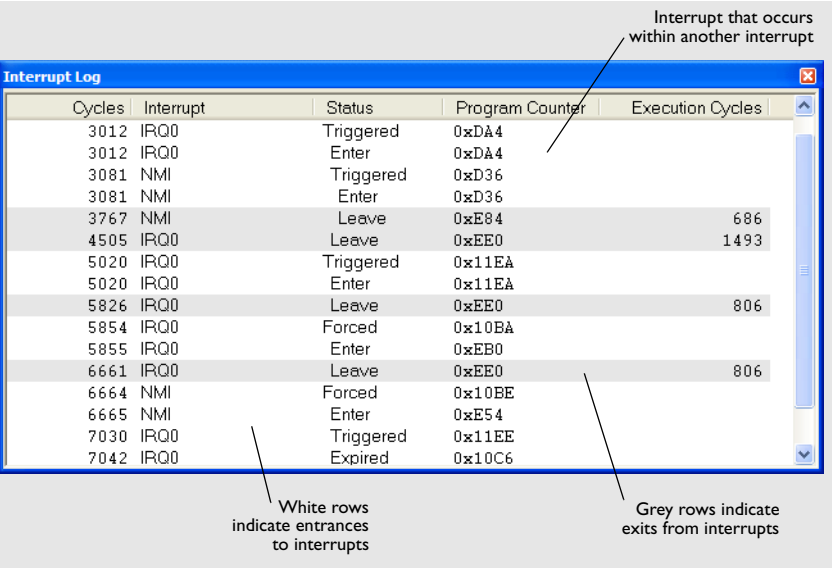 Interrupt that occurs
within another interrupt
Interrupt Log
Cycles Interrupt Status Program Counter Execution Cycles
3012 IRQ0 Triggered 0xDA4
3012 IRQ0 Enter 0xDA4
3081 NMI Triggered 0xD36
3081 NMI Enter 0xD36
3767 NMI Leave 0xE84 686
4505 IRQ0 Leave 0xEE0 1493
5020 IRQ0 Triggered 0x11EA
5020 IRQ0 Enter 0x11EA
5826 IRQ0 Leave 0xEE0 806
5854 IRQ0 Forced 0x10BA
5855 IRQ0 Enter 0xEB0
6661 IRQ0 Leave 0xEE0 806
6664 NMI Forced 0x10BE
6665 NMI Enter 0xE54
7030 IRQ0 Triggered 0x11EE
7042 IRQ0 Expired 0x10C6
White rows
indicate entrances
to interrupts
Grey rows indicate
exits from interrupts